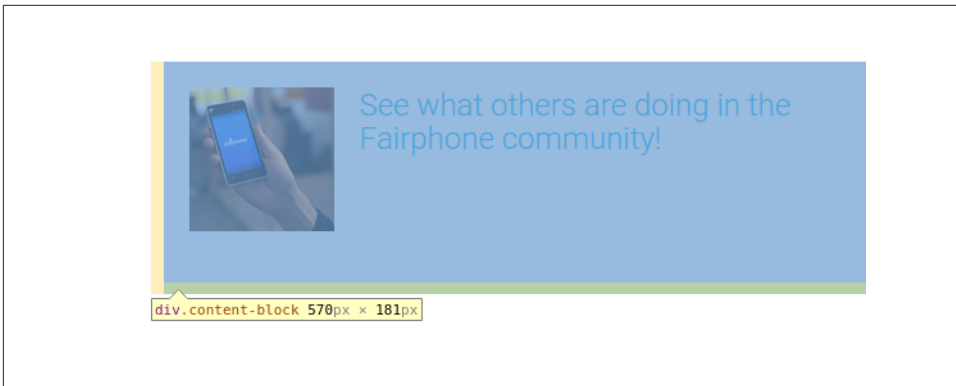 See what others are doing in the
Fairphone community!
div.content-block 570px × 181px